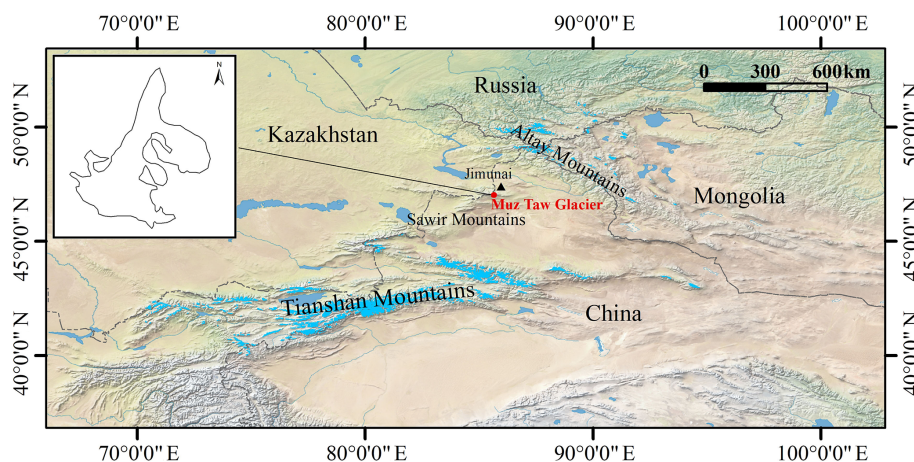 70°0'0" E 80°0'0" E 90°0'0" E 100°0'0" E
N
0 300 600km
Russia
50°0'0" N
50°0'0" N
Kazakhstan
Altay Mountains
Jimunai
Mongolia
Muz Taw Glacier
Sawir Mountains
45°0'0" N
45°0'0" N
Tianshan Mountains
China
40°0'0" N
40°0'0" N
70°0'0" E 80°0'0" E 90°0'0" E 100°0'0" E